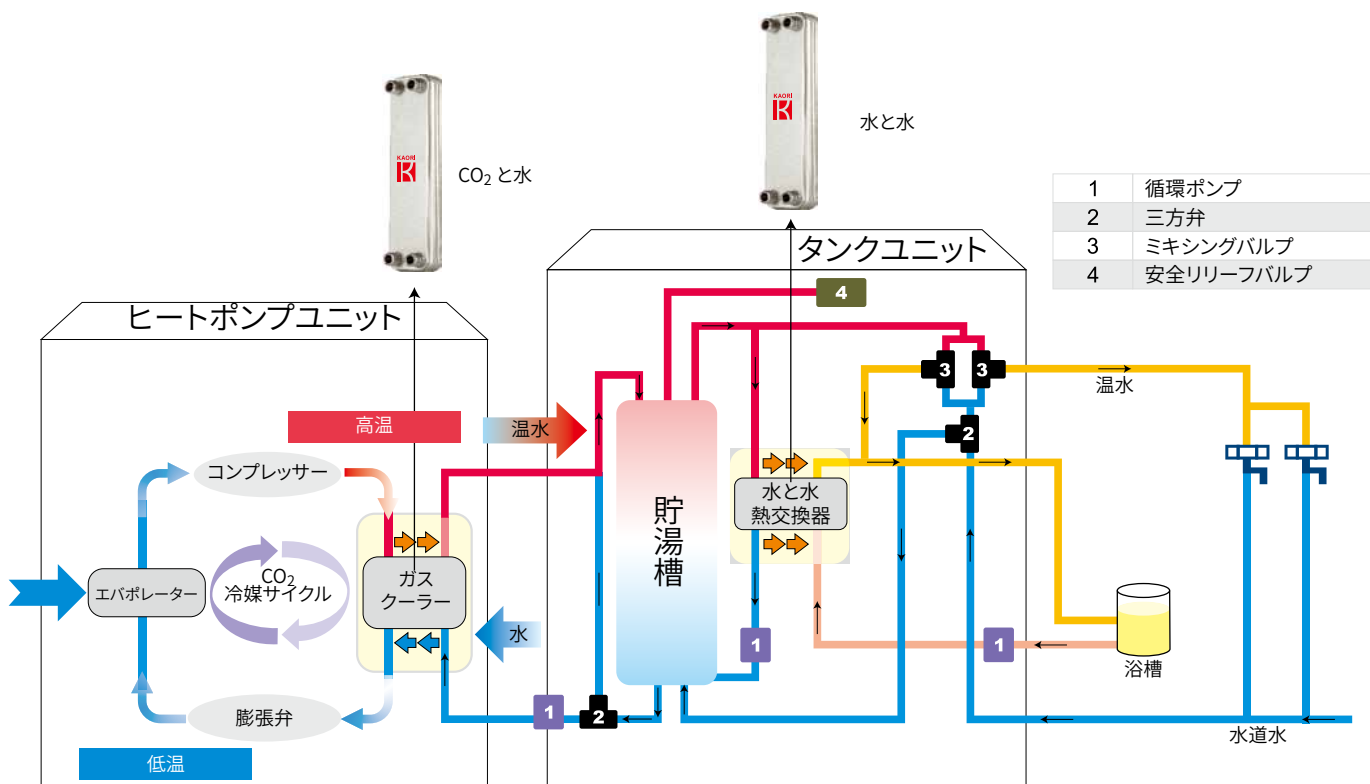 KAORI
水と水
KAORI
CO₂ と水
1 循環ポンプ
2 三方弁
3 ミキシングバルブ
4 安全リリーフバルブ
タンクユニット
ヒートポンプユニット
4
3
3
温水
高温
温水
2
コンプレッサー
水と水
熱交換器
貯湯槽
ガス
クーラー
CO₂
冷媒サイクル
エバポレーター
水
1
1
浴槽
膨張弁
1
2
水道水
低温